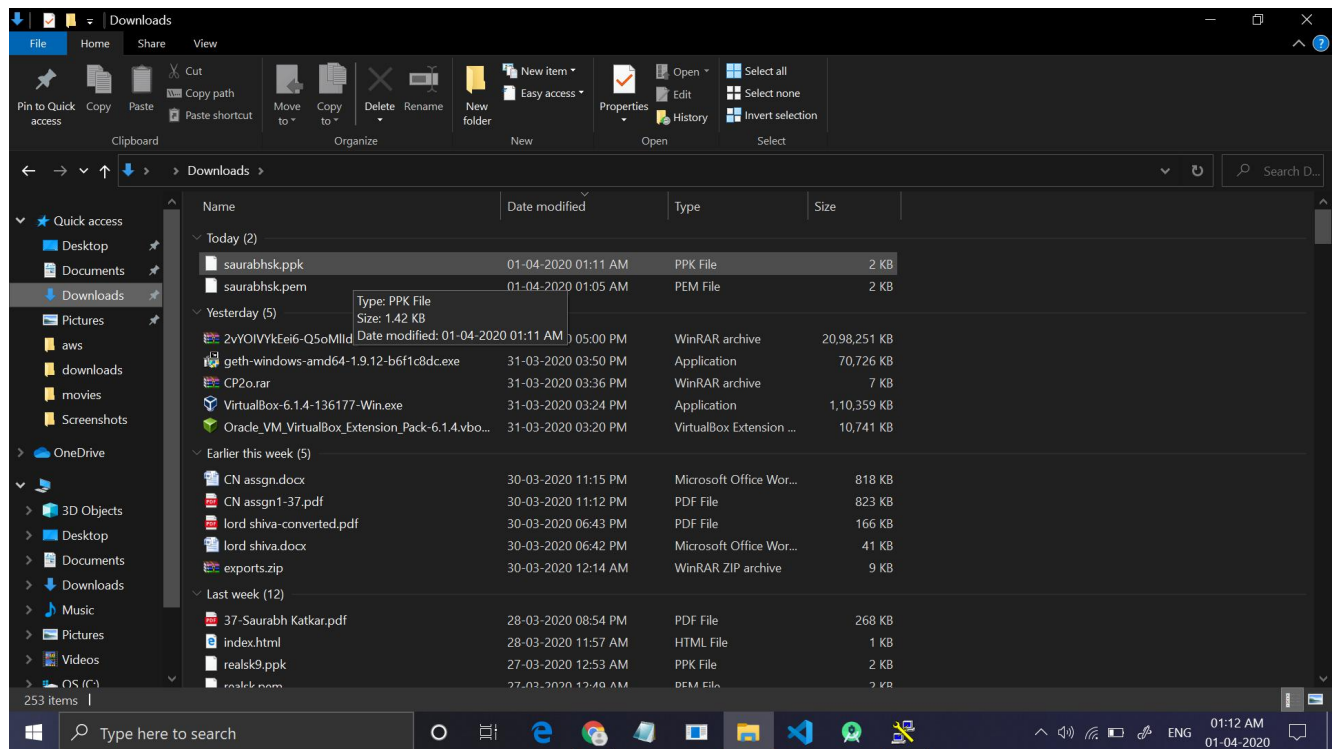 Downloads
File Home Share View
Pin to Quick access
Copy
Paste
Cut
Copy path
Paste shortcut
Clipboard
Move to
Copy to
Delete
Rename
Organize
New folder
New item
Easy access
New
Properties
Open
Edit
History
Open
Select all
Select none
Invert selection
Select
Downloads
Search D...
Quick access
Desktop
Documents
Downloads
Pictures
aws
downloads
movies
Screenshots
OneDrive
3D Objects
Desktop
Documents
Downloads
Music
Pictures
Videos
OS (C:)
Name Date modified Type Size
Today (2)
saurabhsk.ppk 01-04-2020 01:11 AM PPK File 2 KB
saurabhsk.pem 01-04-2020 01:05 AM PEM File 2 KB
Type: PPK File
Size: 1.42 KB
Date modified: 01-04-2020 01:11 AM
Yesterday (5)
05:00 PM WinRAR archive 20,98,251 KB
geth-windows-amd64-1.9.12-b6f1c8dc.exe 31-03-2020 03:50 PM Application 70,726 KB
CP2o.rar 31-03-2020 03:36 PM WinRAR archive 7 KB
VirtualBox-6.1.4-136177-Win.exe 31-03-2020 03:24 PM Application 1,10,359 KB
Oracle_VM_VirtualBox_Extension_Pack-6.1.4.vbo... 31-03-2020 03:20 PM VirtualBox Extension ... 10,741 KB
Earlier this week (5)
CN assgn.docx 30-03-2020 11:15 PM Microsoft Office Wor... 818 KB
CN assgn1-37.pdf 30-03-2020 11:12 PM PDF File 823 KB
lord shiva-converted.pdf 30-03-2020 06:43 PM PDF File 166 KB
lord shiva.docx 30-03-2020 06:42 PM Microsoft Office Wor... 41 KB
exports.zip 30-03-2020 12:14 AM WinRAR ZIP archive 9 KB
Last week (12)
37-Saurabh Katkar.pdf 28-03-2020 08:54 PM PDF File 268 KB
index.html 28-03-2020 11:57 AM HTML File 1 KB
realsk9.ppk 27-03-2020 12:53 AM PPK File 2 KB
27-03-2020 12:49 AM PEM File 2 KB
253 items
Type here to search
ENG
01:12 AM
01-04-2020